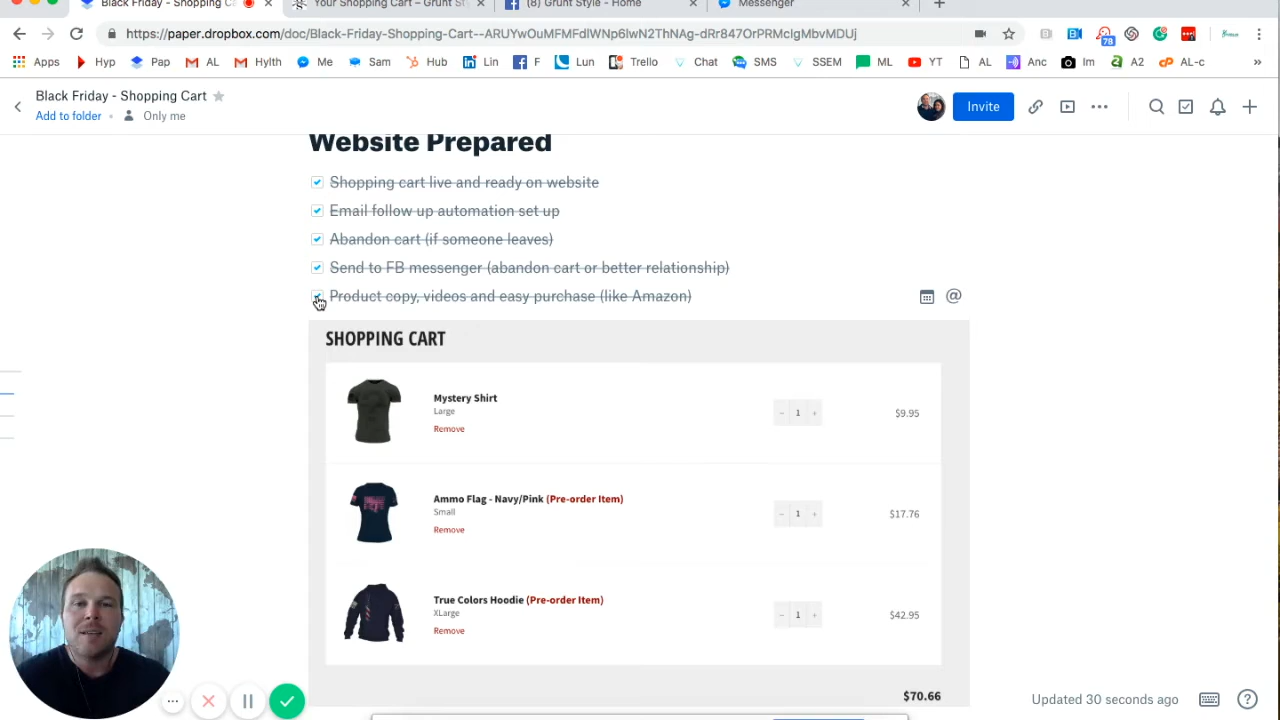 Black Friday - Shopping Ca
Your Shopping Cart – Grunt St
(8) Grunt Style - Home
Messenger
https://paper.dropbox.com/doc/Black-Friday-Shopping-Cart--
Apps
Hyp
Pap
AL
Hylth
Me
Sam
Hub
Lin
F
Lun
Trello
Chat
SMS
SSEM
ML
YT
AL
Anc
Im
A2
AL-c
78
Black Friday - Shopping Cart
Add to folder
Only me
Invite
Website Prepared
Shopping cart live and ready on website
Email follow up automation set up
Abandon cart (if someone leaves)
Send to FB messenger (abandon cart or better relationship)
Product copy, videos and easy purchase (like Amazon)
SHOPPING CART
Mystery Shirt
Large
Remove
1
$9.95
Ammo Flag - Navy/Pink (Pre-order Item)
Small
Remove
1
$17.76
True Colors Hoodie (Pre-order Item)
XLarge
Remove
1
$42.95
$70.66
Updated 30 seconds ago